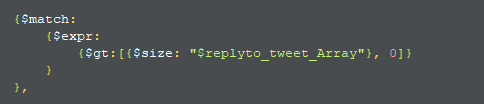 {$match:
{$expr:
{$gt:[{$size: "$replyto_tweet_Array"}, 0]}
}
},